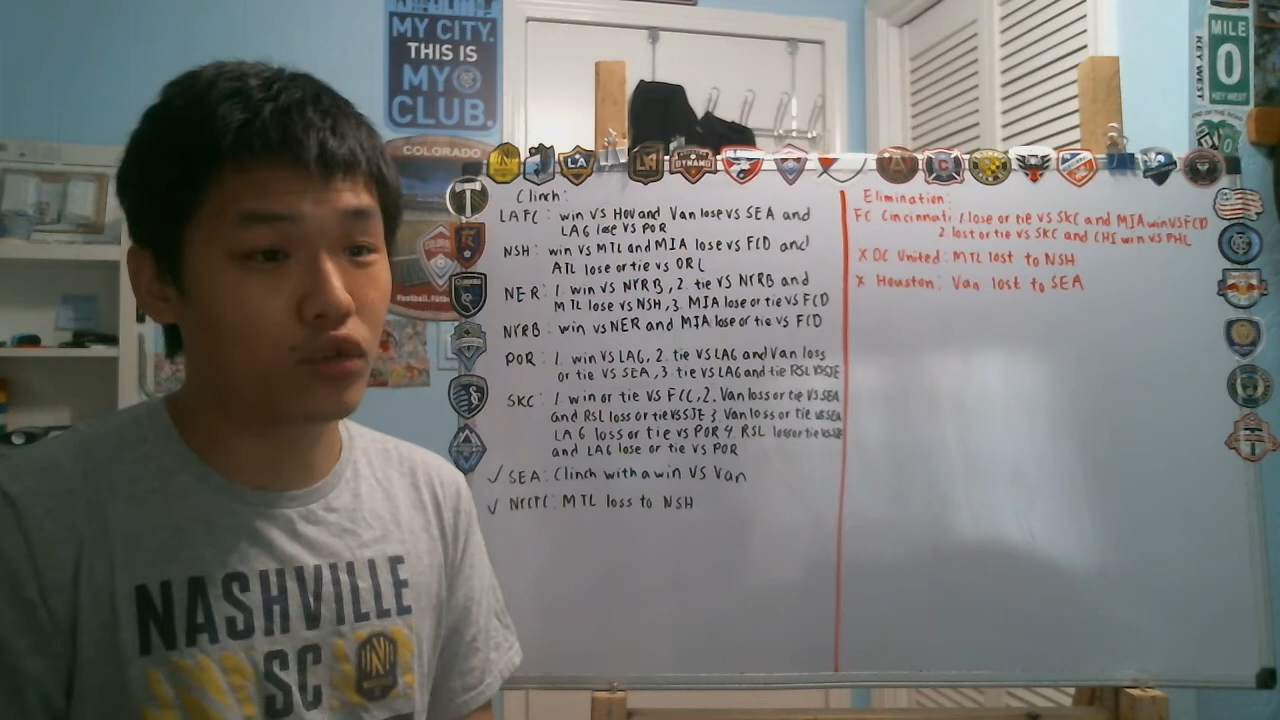 MY CITY.
THIS IS
MY
CLUB.
COLORADO
MILE
0
KEY WEST
KEY WEST
LA
DYNAMO
Clinch:
LAFC: win VS HOU and Van lose VS SEA and
LAG lose VS POR
NSH: win VS MTL and MIA lose VS FCD and
ATL lose or tie vs ORL
NER: 1. win VS NYRB, 2. tie VS NYRB and
MTL lose VS NSH, 3. MIA lose or tie VS FCD
NYRB: win VS NER and MIA lose or tie VS FCD
POR: 1. win VS LAG, 2. tie VS LAG and Van loss
or tie VS SEA, 3. tie VS LAG and tie RSL VS SJE
SKC: 1. win or tie VS FCC, 2. Van loss or tie VS SEA
and RSL loss or tie VS SJE 3. Van loss or tie VS SEA
LAG loss or tie vs POR 4. RSL loss or tie VS SJE
and LAG lose or tie vs POR
✓ SEA: Clinch with a win VS Van
✓ NYCFC: MTL loss to NSH
Elimination:
FC Cincinnati: 1. lose or tie vs SKC and MIA win VS FCD
2. lost or tie vs SKC and CHI win VS PHL
X DC United: MTL lost to NSH
X Houston: Van lost to SEA
NASHVILLE
SC